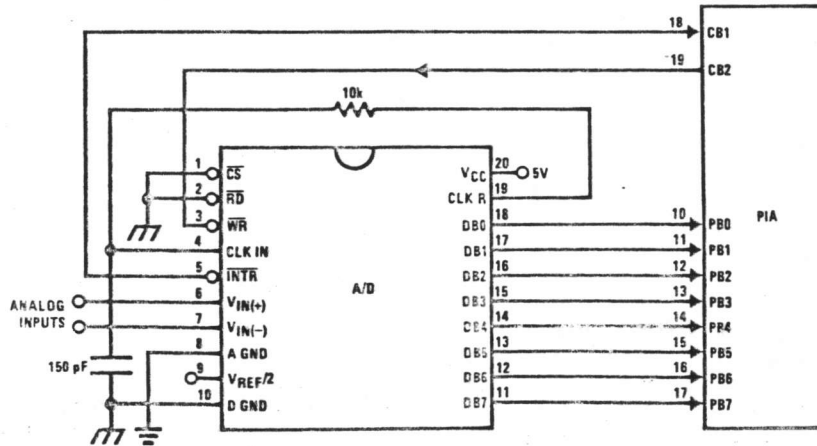 18 CB1
19 CB2
10k
1 CS
2 RD
3 WR
4 CLK IN
5 INTR
6 VIN(+)
7 VIN(−)
8 A GND
9 VREF/2
10 D GND
ANALOG
INPUTS
150 pF
A/D
VCC 20 5V
CLK R 19
DB0 18 10 PB0
DB1 17 11 PB1
DB2 16 12 PB2
DB3 15 13 PB3
DB4 14 14 PB4
DB5 13 15 PB5
DB6 12 16 PB6
DB7 11 17 PB7
PIA